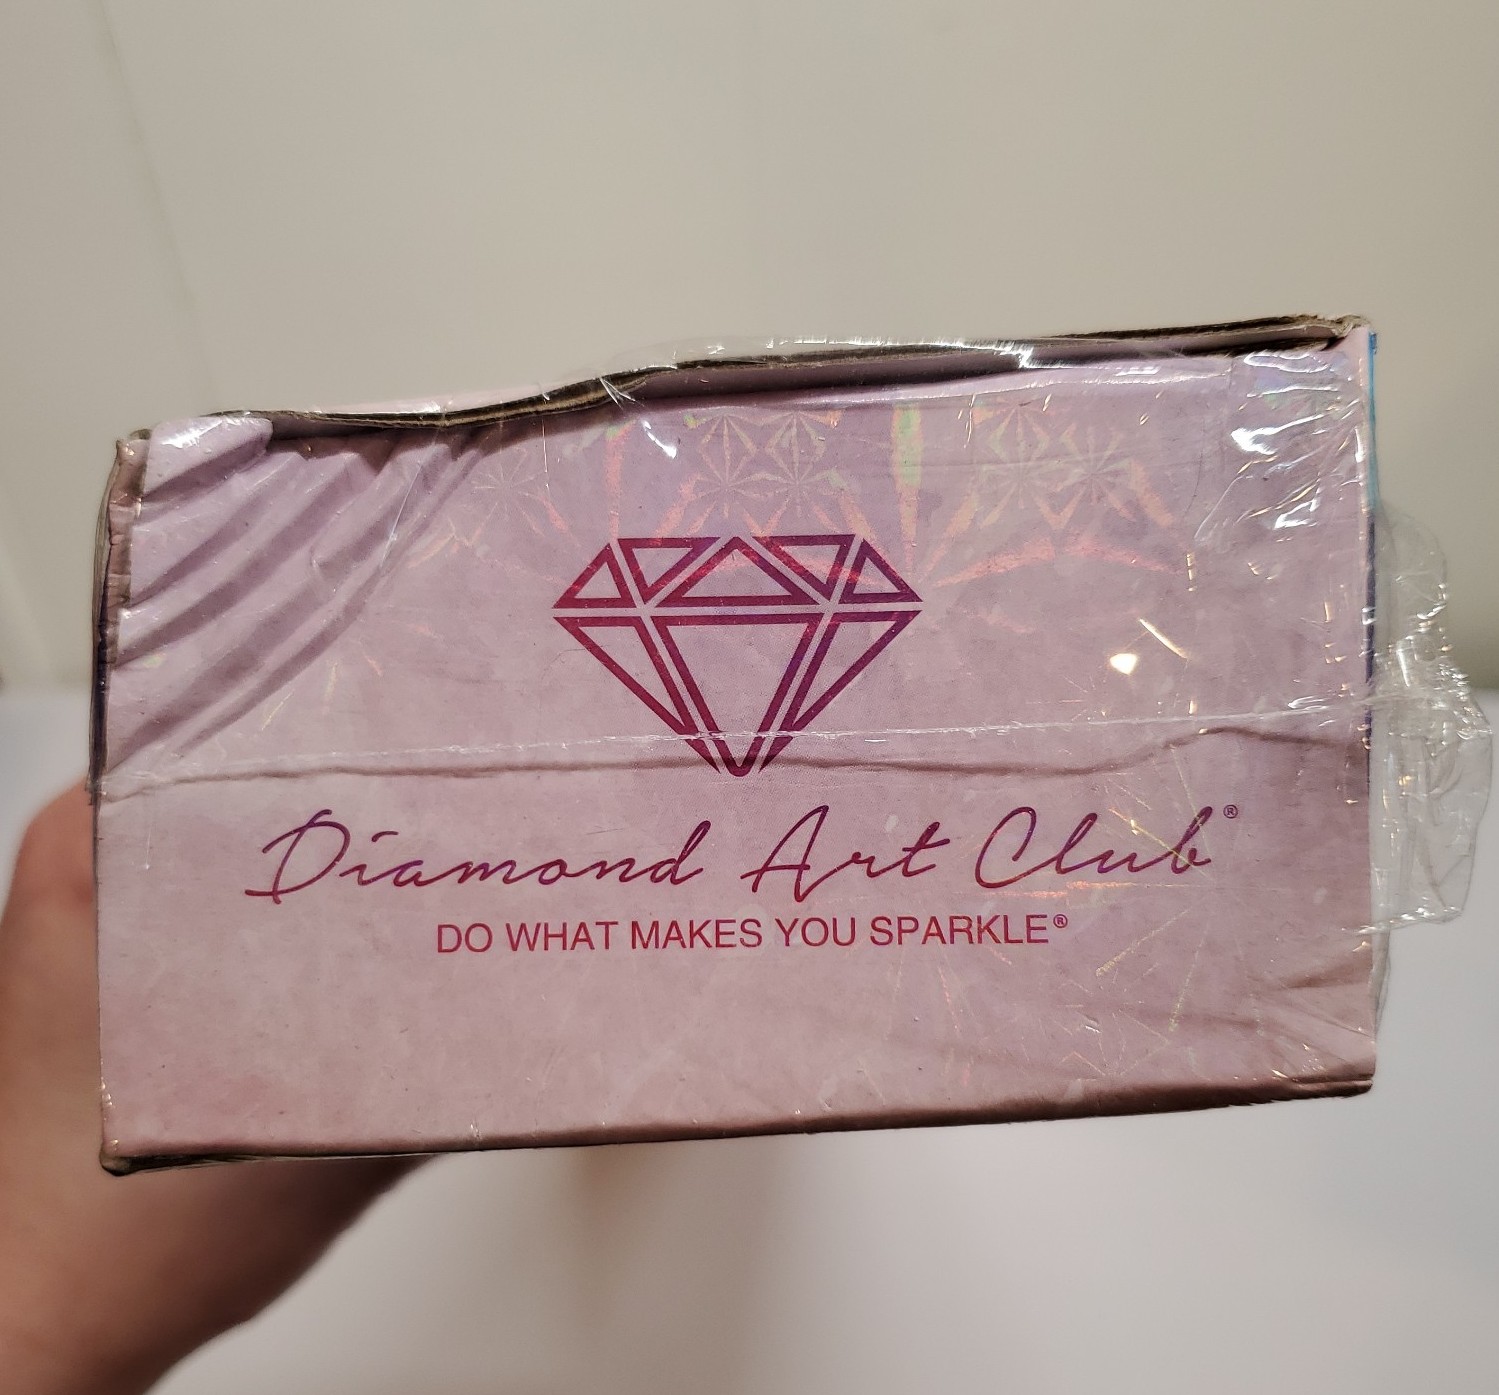 Diamond Art Club®
DO WHAT MAKES YOU SPARKLE®